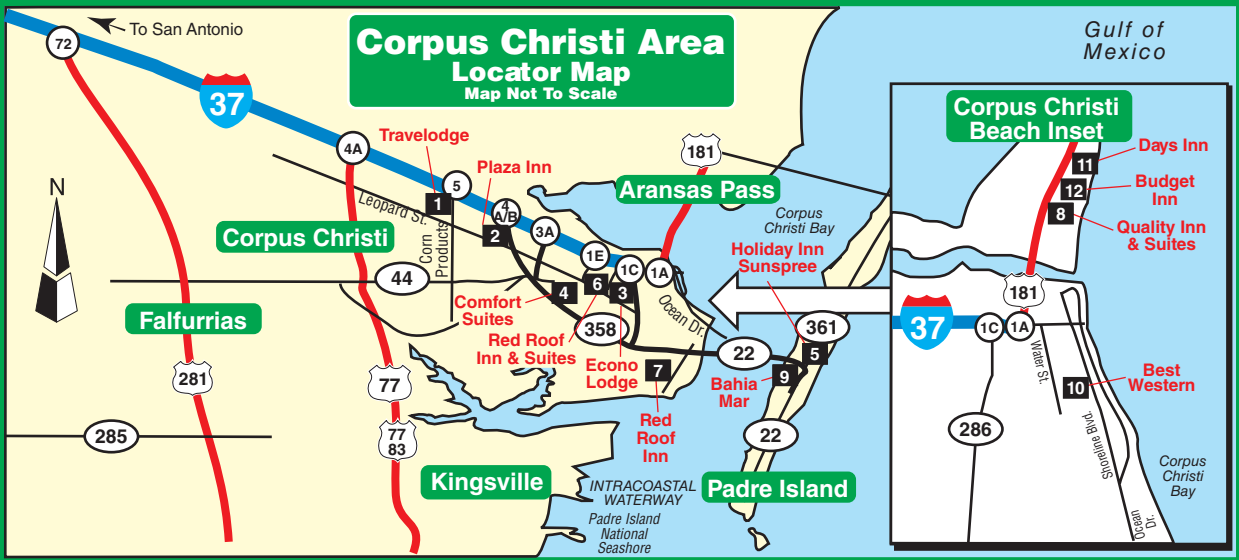 To San Antonio
72
37
Corpus Christi Area
Locator Map
Map Not To Scale
Gulf of
Mexico
N
4A
Travelodge
5
1
Leopard St.
Corn
Products
Plaza Inn
4
A/B
2
3A
181
Aransas Pass
Corpus
Christi Bay
Corpus Christi
44
1E
1C
1A
Holiday Inn
Sunspree
Comfort
Suites
4
6
3
Ocean Dr.
358
Red Roof
Inn & Suites
Econo
Lodge
7
Red
Roof
Inn
22
361
5
9
Bahia
Mar
22
Falfurrias
281
77
77
83
285
Kingsville
INTRACOASTAL
WATERWAY
Padre Island
National
Seashore
Padre Island
Corpus Christi
Beach Inset
11
Days Inn
12
Budget
Inn
8
Quality Inn
& Suites
181
37
1C
1A
Water St.
10
Best
Western
286
Shoreline Blvd.
Corpus
Christi
Bay
Ocean
Dr.